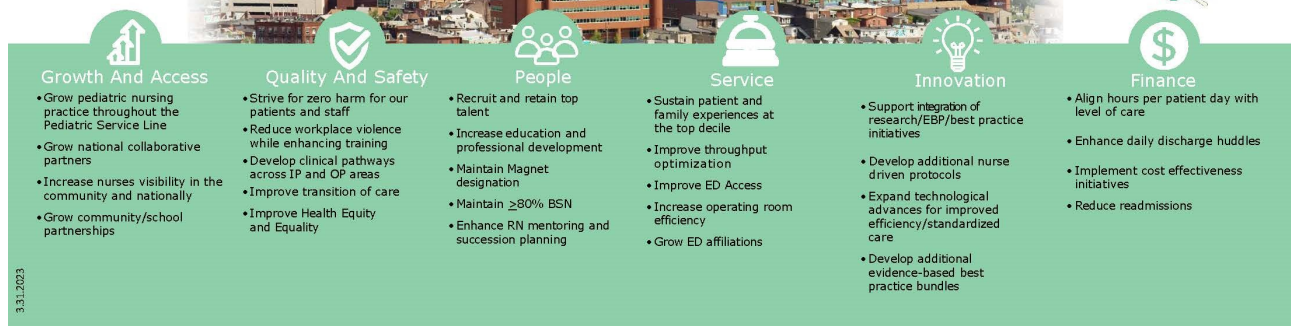 Growth And Access
• Grow pediatric nursing
practice throughout the
Pediatric Service Line
• Grow national collaborative
partners
• Increase nurses visibility in the
community and nationally
• Grow community/school
partnerships
Quality And Safety
• Strive for zero harm for our
patients and staff
• Reduce workplace violence
while enhancing training
• Develop clinical pathways
across IP and OP areas
• Improve transition of care
• Improve Health Equity
and Equality
People
• Recruit and retain top
talent
• Increase education and
professional development
• Maintain Magnet
designation
• Maintain ≥80% BSN
• Enhance RN mentoring and
succession planning
Service
• Sustain patient and
family experiences at
the top decile
• Improve throughput
optimization
• Improve ED Access
• Increase operating room
efficiency
• Grow ED affiliations
Innovation
• Support integration of
research/EBP/best practice
initiatives
• Develop additional nurse
driven protocols
• Expand technological
advances for improved
efficiency/standardized
care
• Develop additional
evidence-based best
practice bundles
$
Finance
• Align hours per patient day with
level of care
• Enhance daily discharge huddles
• Implement cost effectiveness
initiatives
• Reduce readmissions
3.31.2023